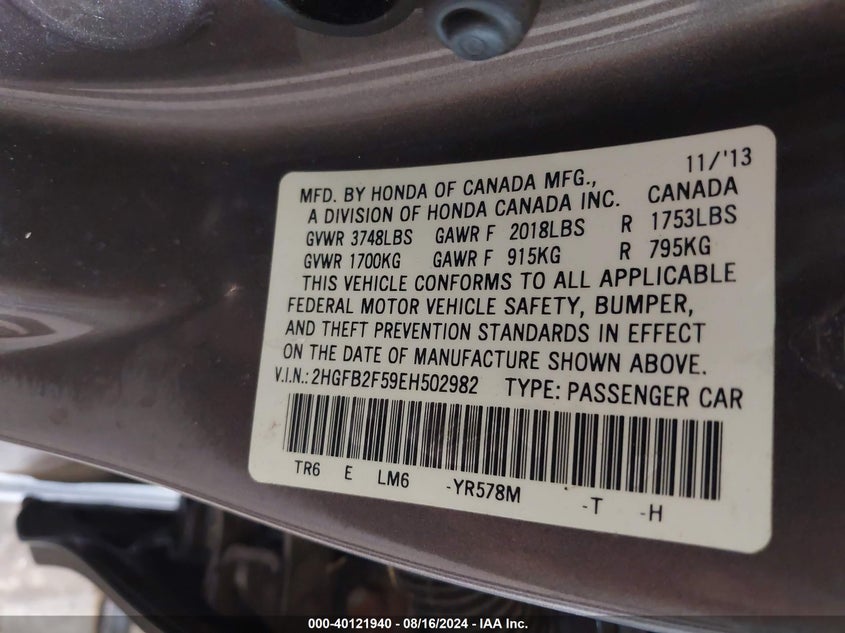 11/'13
MFD. BY HONDA OF CANADA MFG.,
A DIVISION OF HONDA CANADA INC. CANADA
GVWR 3748LBS GAWR F 2018LBS R 1753LBS
GVWR 1700KG GAWR F 915KG R 795KG
THIS VEHICLE CONFORMS TO ALL APPLICABLE
FEDERAL MOTOR VEHICLE SAFETY, BUMPER,
AND THEFT PREVENTION STANDARDS IN EFFECT
ON THE DATE OF MANUFACTURE SHOWN ABOVE.
V.I.N.: 2HGFB2F59EH502982 TYPE: PASSENGER CAR
TR6 E LM6 -YR578M -T -H
000-40121940 - 08/16/2024 - IAA Inc.